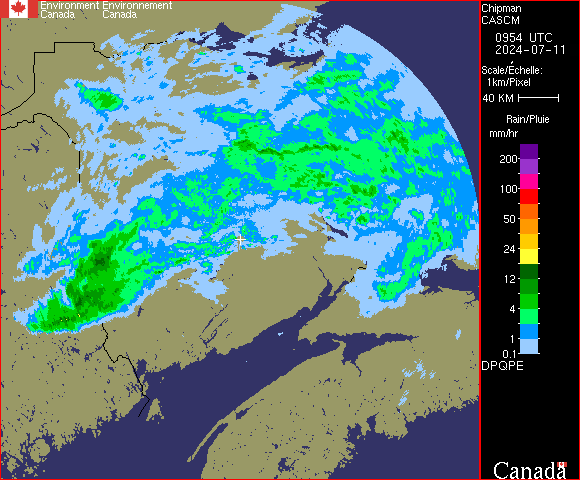 Environment Environnement
Canada Canada
Chipman
CASCM
0954 UTC
2024-07-11
Scale/Échelle:
1km/Pixel
40 KM
Rain/Pluie
mm/hr
200
100
50
24
12
4
1
0.1
DPQPE
Canada